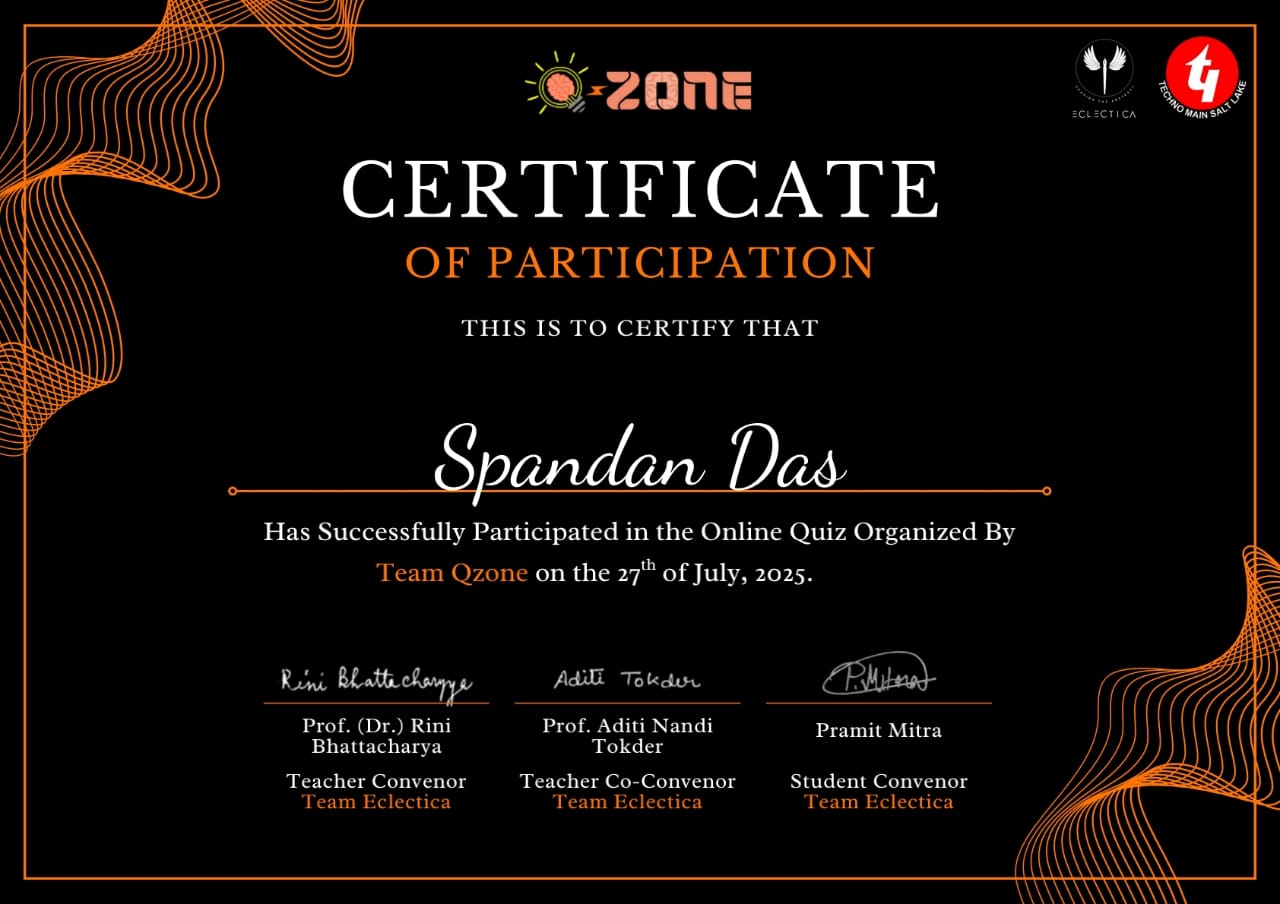 ZONE
ECLECTICA
TECHNO MAIN SALT LAKE
CERTIFICATE
OF PARTICIPATION
THIS IS TO CERTIFY THAT
Spandan Das
Has Successfully Participated in the Online Quiz Organized By
Team Qzone on the 27th of July, 2025.
Rini Bhattacharyya
Aditi Tokder
P. Mitra
Prof. (Dr.) Rini
Bhattacharya
Teacher Convenor
Team Eclectica
Prof. Aditi Nandi
Tokder
Teacher Co-Convenor
Team Eclectica
Pramit Mitra
Student Convenor
Team Eclectica